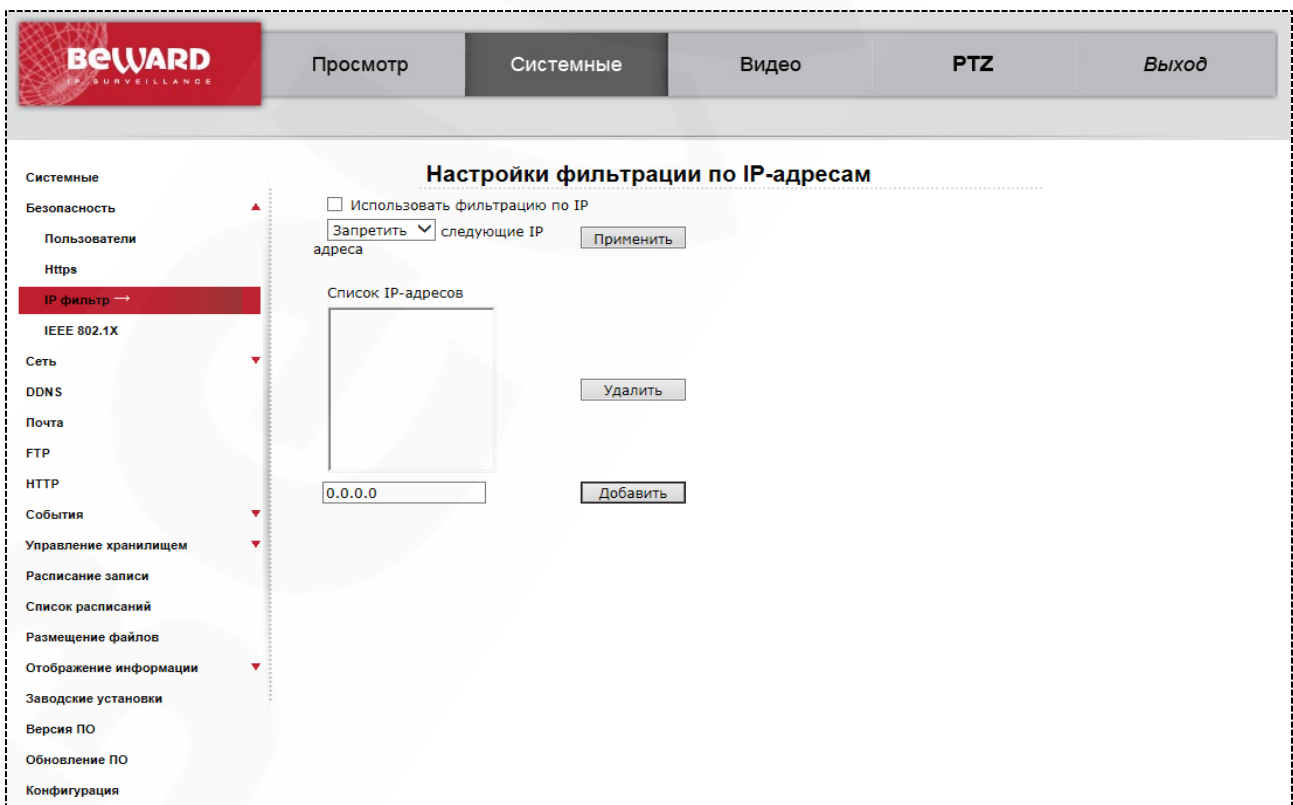 BEWARD
IP SURVEILLANCE
Просмотр
Системные
Видео
PTZ
Выход
Системные
Безопасность
Пользователи
Https
IP фильтр →
IEEE 802.1X
Сеть
DDNS
Почта
FTP
HTTP
События
Управление хранилищем
Расписание записи
Список расписаний
Размещение файлов
Отображение информации
Заводские установки
Версия ПО
Обновление ПО
Конфигурация
Настройки фильтрации по IP-адресам
Использовать фильтрацию по IP
Запретить следующие IP
адреса
Применить
Список IP-адресов
Удалить
0.0.0.0
Добавить